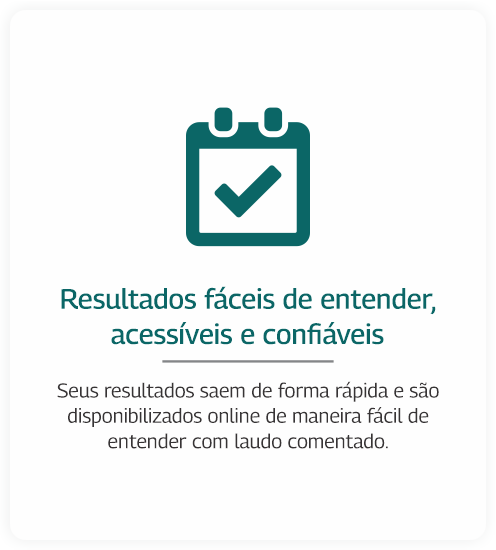 Resultados fáceis de entender,
acessíveis e confiáveis
Seus resultados saem de forma rápida e são
disponibilizados online de maneira fácil de
entender com laudo comentado.